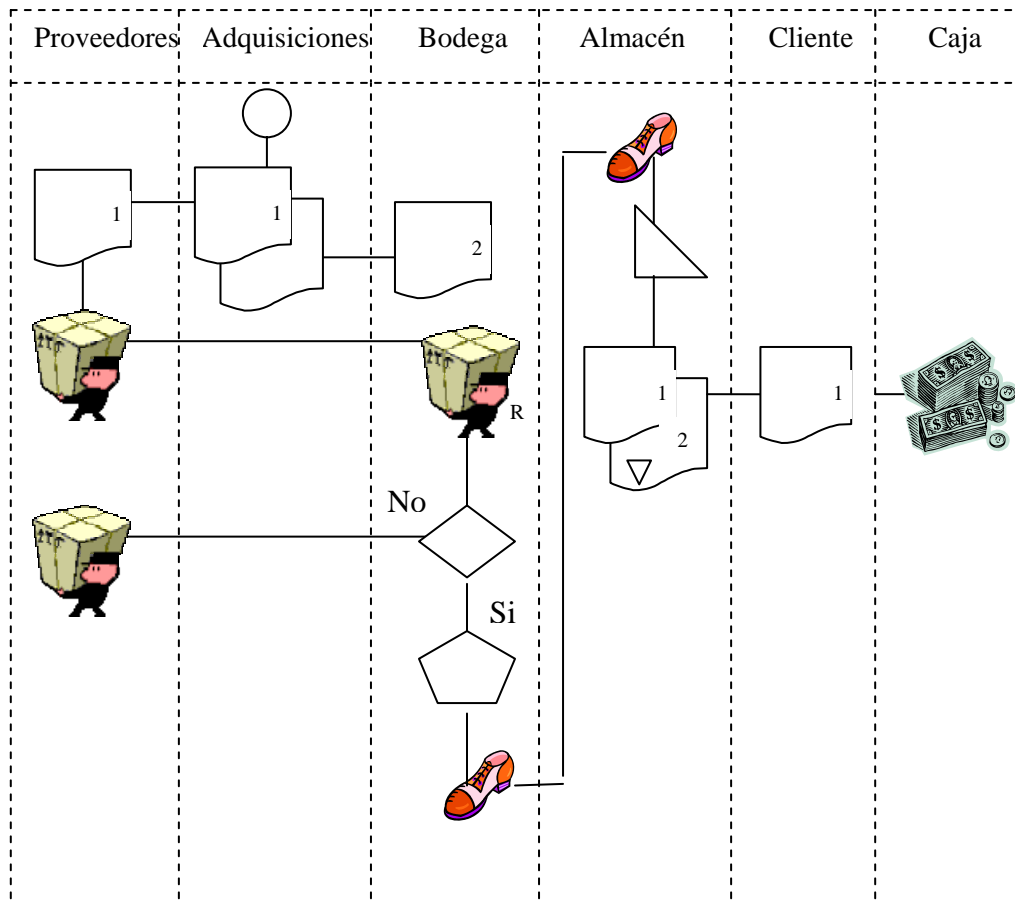 Proveedores Adquisiciones Bodega Almacén Cliente Caja
1 1 2
1 1
R
2
No
Si